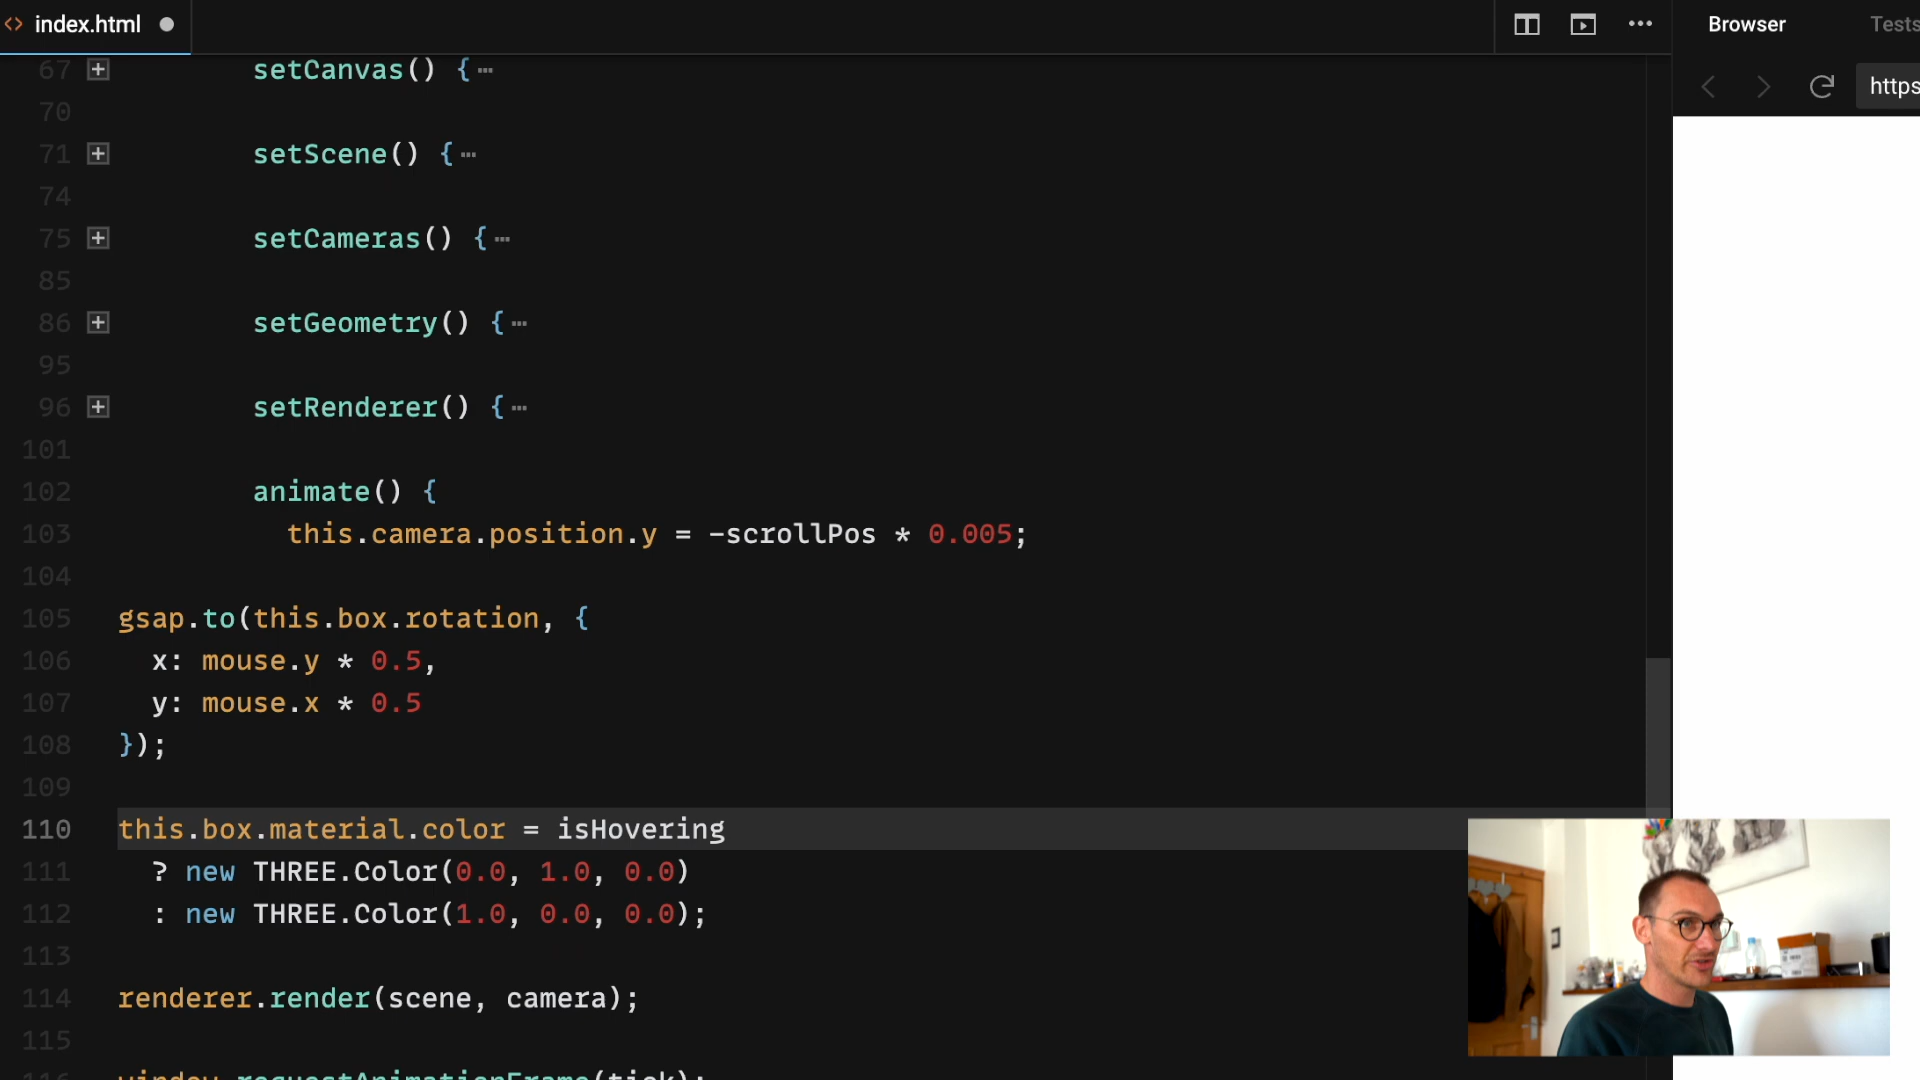 index.html
Browser
Tests
https
67 setCanvas() {…
70
71 setScene() {…
74
75 setCameras() {…
85
86 setGeometry() {…
95
96 setRenderer() {…
101
102 animate() {
103 this.camera.position.y = -scrollPos * 0.005;
104
105 gsap.to(this.box.rotation, {
106 x: mouse.y * 0.5,
107 y: mouse.x * 0.5
108 });
109
110 this.box.material.color = isHovering
111 ? new THREE.Color(0.0, 1.0, 0.0)
112 : new THREE.Color(1.0, 0.0, 0.0);
113
114 renderer.render(scene, camera);
115
116 window.requestAnimationFrame(tick);